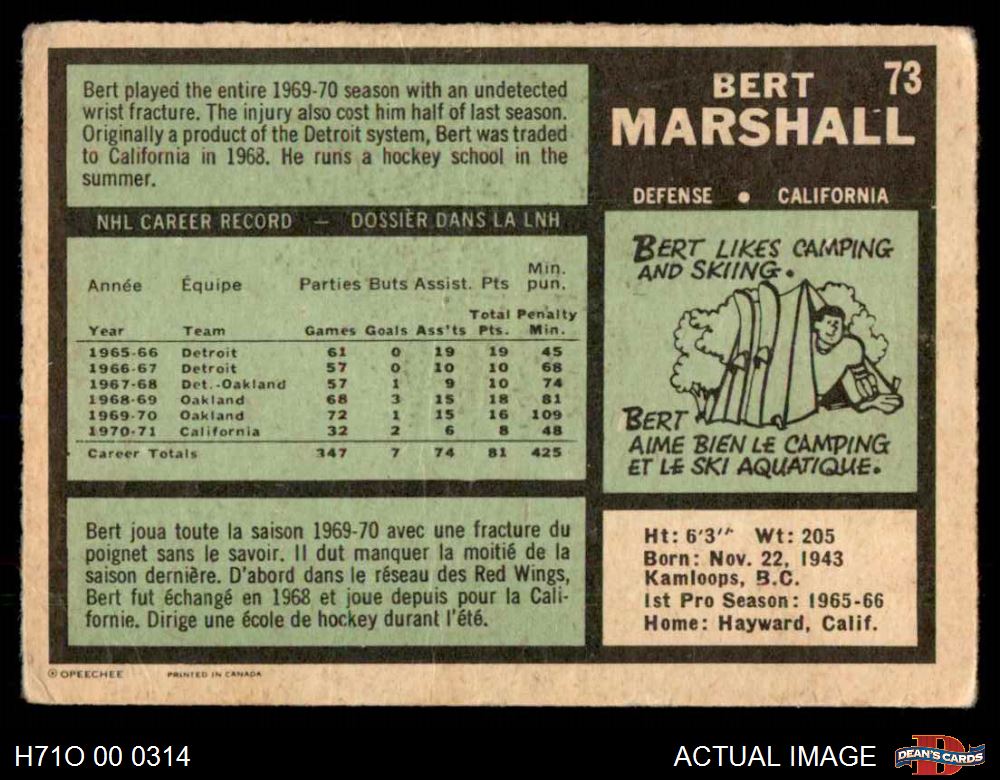 Bert played the entire 1969-70 season with an undetected
wrist fracture. The injury also cost him half of last season.
Originally a product of the Detroit system, Bert was traded
to California in 1968. He runs a hockey school in the
summer.
73
BERT
MARSHALL
DEFENSE • CALIFORNIA
NHL CAREER RECORD — DOSSIÈR DANS LA LNH
Année Équipe Parties Buts Assist. Pts Min. pun.
Year Team Games Goals Ass'ts Total Pts. Penalty Min.
1965-66 Detroit 61 0 19 19 45
1966-67 Detroit 57 0 10 10 68
1967-68 Det.-Oakland 57 1 9 10 74
1968-69 Oakland 68 3 15 18 81
1969-70 Oakland 72 1 15 16 109
1970-71 California 32 2 6 8 48
Career Totals 347 7 74 81 425
BERT LIKES CAMPING
AND SKIING.
BERT
AIME BIEN LE CAMPING
ET LE SKI AQUATIQUE.
Bert joua toute la saison 1969-70 avec une fracture du
poignet sans le savoir. Il dut manquer la moitié de la
saison dernière. D'abord dans le réseau des Red Wings,
Bert fut échangé en 1968 et joue depuis pour la Cali-
fornie. Dirige une école de hockey durant l'été.
Ht: 6'3" Wt: 205
Born: Nov. 22, 1943
Kamloops, B.C.
1st Pro Season: 1965-66
Home: Hayward, Calif.
© OPEECHEE PRINTED IN CANADA
H71O 00 0314
ACTUAL IMAGE
D
DEAN'S CARDS